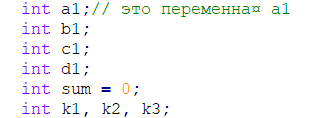 int a1;// это переменна¤ a1
int b1;
int c1;
int d1;
int sum = 0;
int k1, k2, k3;